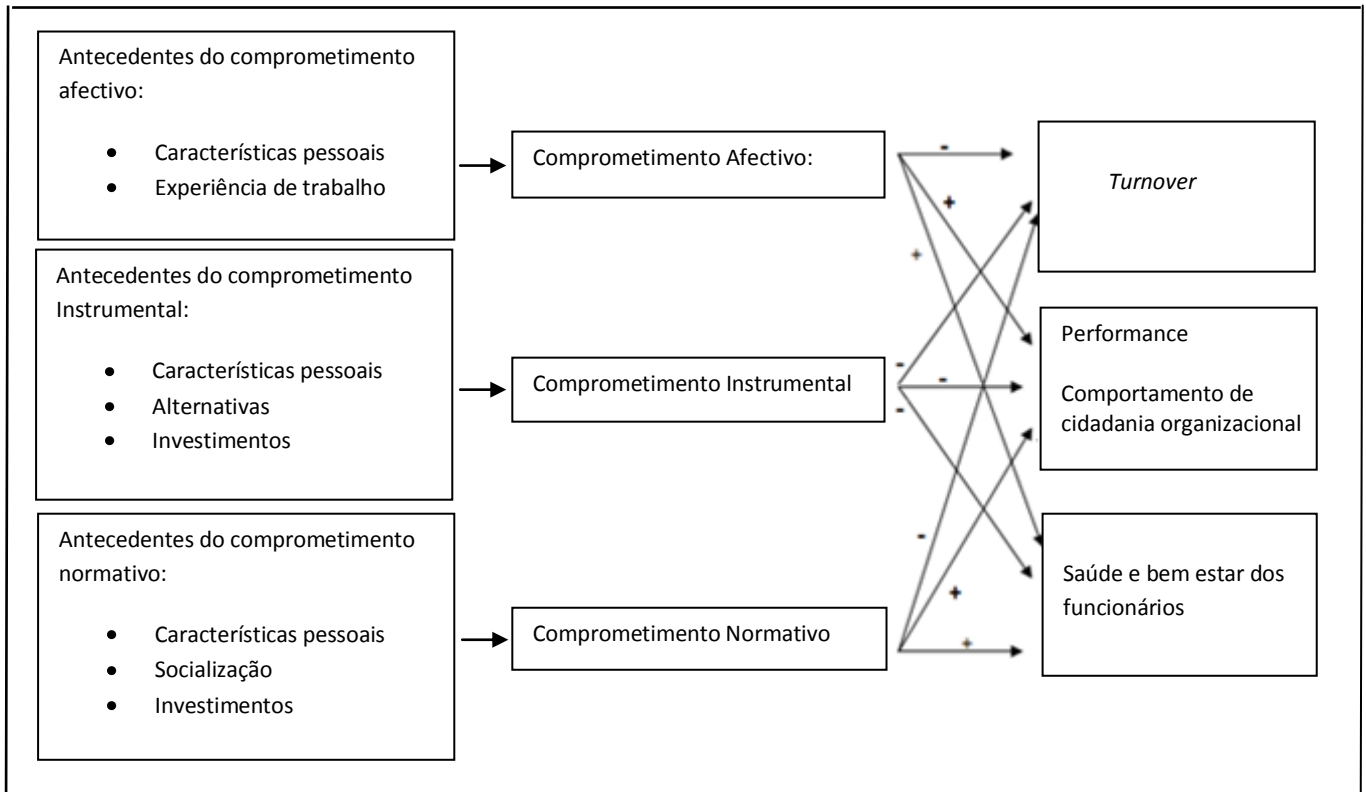 Antecedentes do comprometimento
afectivo:
• Características pessoais
• Experiência de trabalho
Comprometimento Afectivo:
Antecedentes do comprometimento
Instrumental:
• Características pessoais
• Alternativas
• Investimentos
Comprometimento Instrumental
Antecedentes do comprometimento
normativo:
• Características pessoais
• Socialização
• Investimentos
Comprometimento Normativo
-
+
+
-
-
-
-
+
+
Turnover
Performance
Comportamento de
cidadania organizacional
Saúde e bem estar dos
funcionários